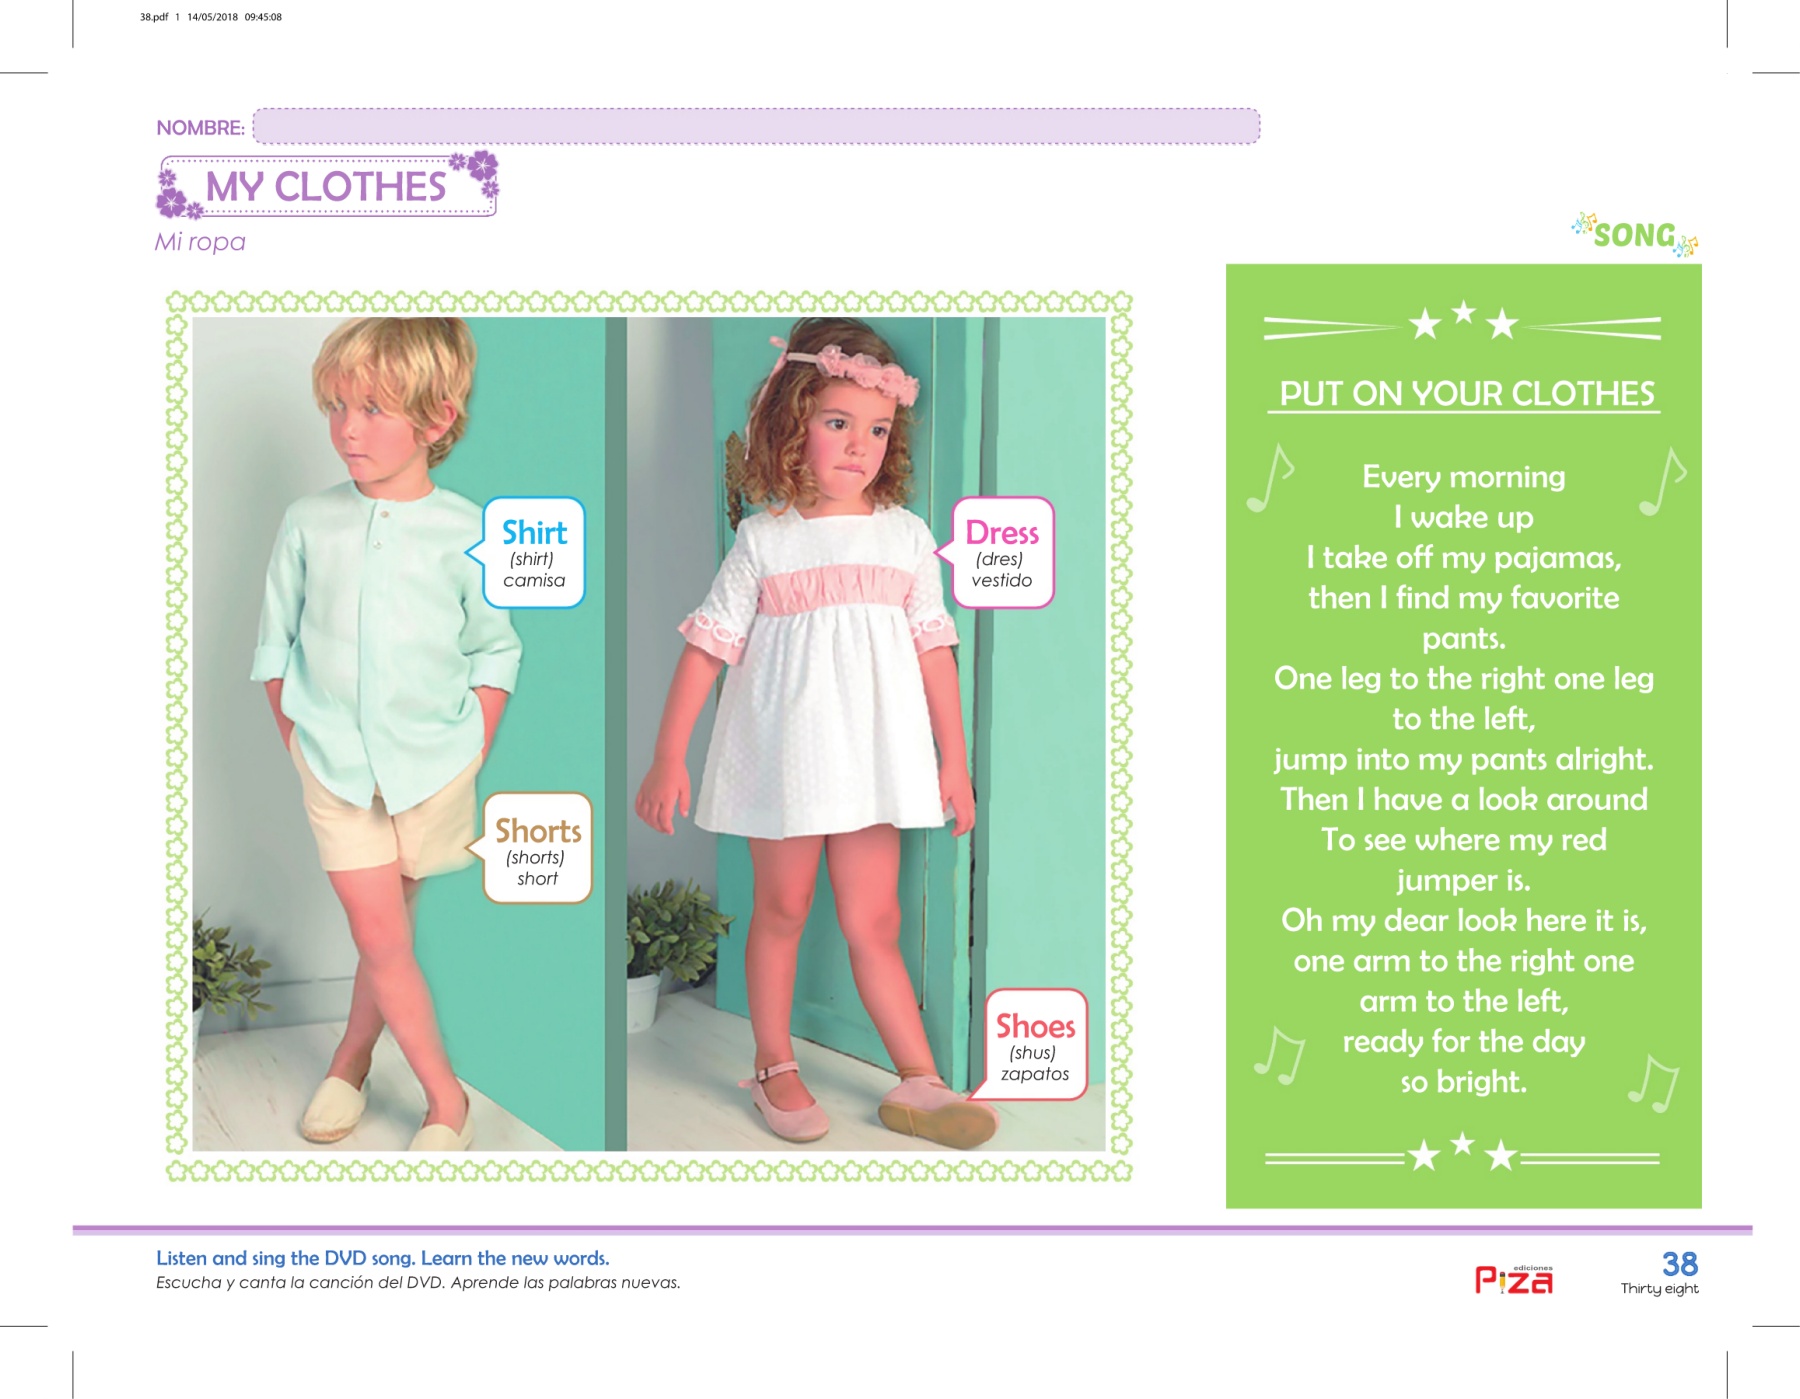 38.pdf 1 14/05/2018 09:45:08
NOMBRE:
MY CLOTHES
Mi ropa
SONG
Shirt
(shirt)
camisa
Dress
(dres)
vestido
Shorts
(shorts)
short
Shoes
(shus)
zapatos
PUT ON YOUR CLOTHES
Every morning
I wake up
I take off my pajamas,
then I find my favorite
pants.
One leg to the right one leg
to the left,
jump into my pants alright.
Then I have a look around
To see where my red
jumper is.
Oh my dear look here it is,
one arm to the right one
arm to the left,
ready for the day
so bright.
Listen and sing the DVD song. Learn the new words.
Escucha y canta la canción del DVD. Aprende las palabras nuevas.
ediciones
Piza
38
Thirty eight